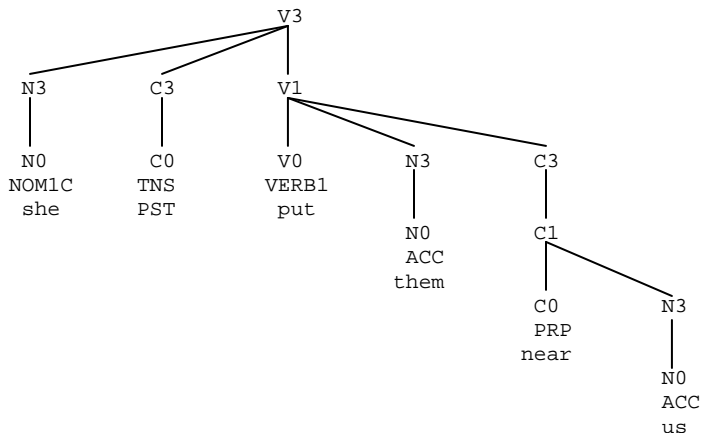 V3
N3 C3 V1
N0 C0 V0 N3 C3
NOM1C TNS VERB1
she PST put
N0 C1
ACC
them
C0 N3
PRP
near
N0
ACC
us